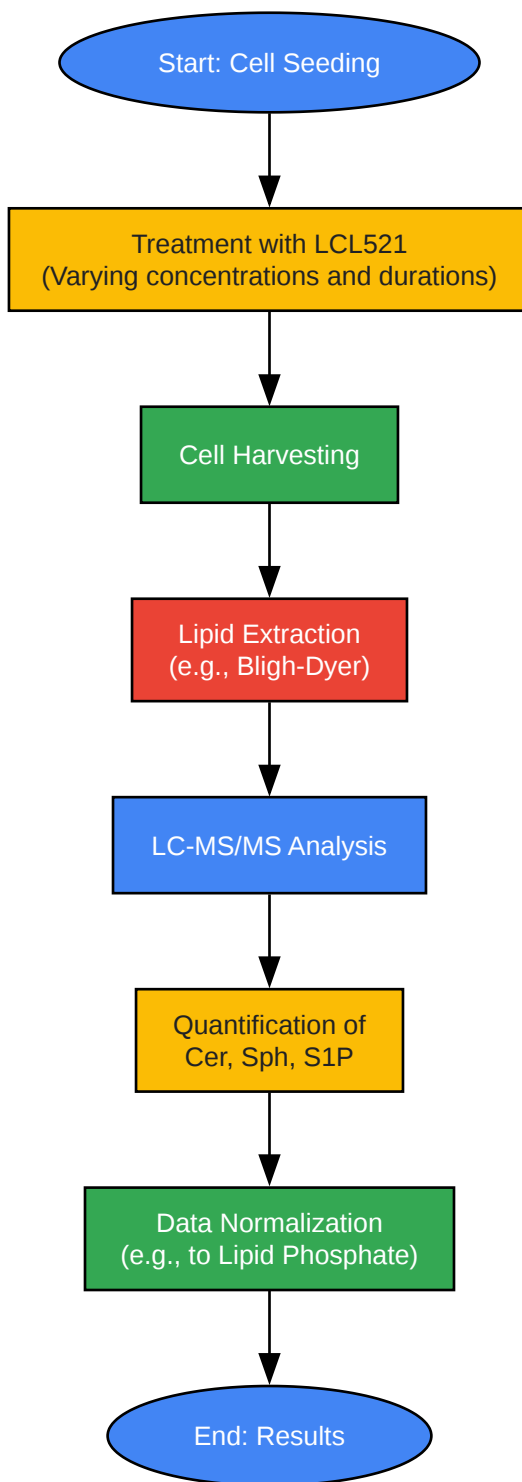 Start: Cell Seeding
Treatment with LCL521
(Varying concentrations and durations)
Cell Harvesting
Lipid Extraction
(e.g., Bligh-Dyer)
LC-MS/MS Analysis
Quantification of
Cer, Sph, S1P
Data Normalization
(e.g., to Lipid Phosphate)
End: Results